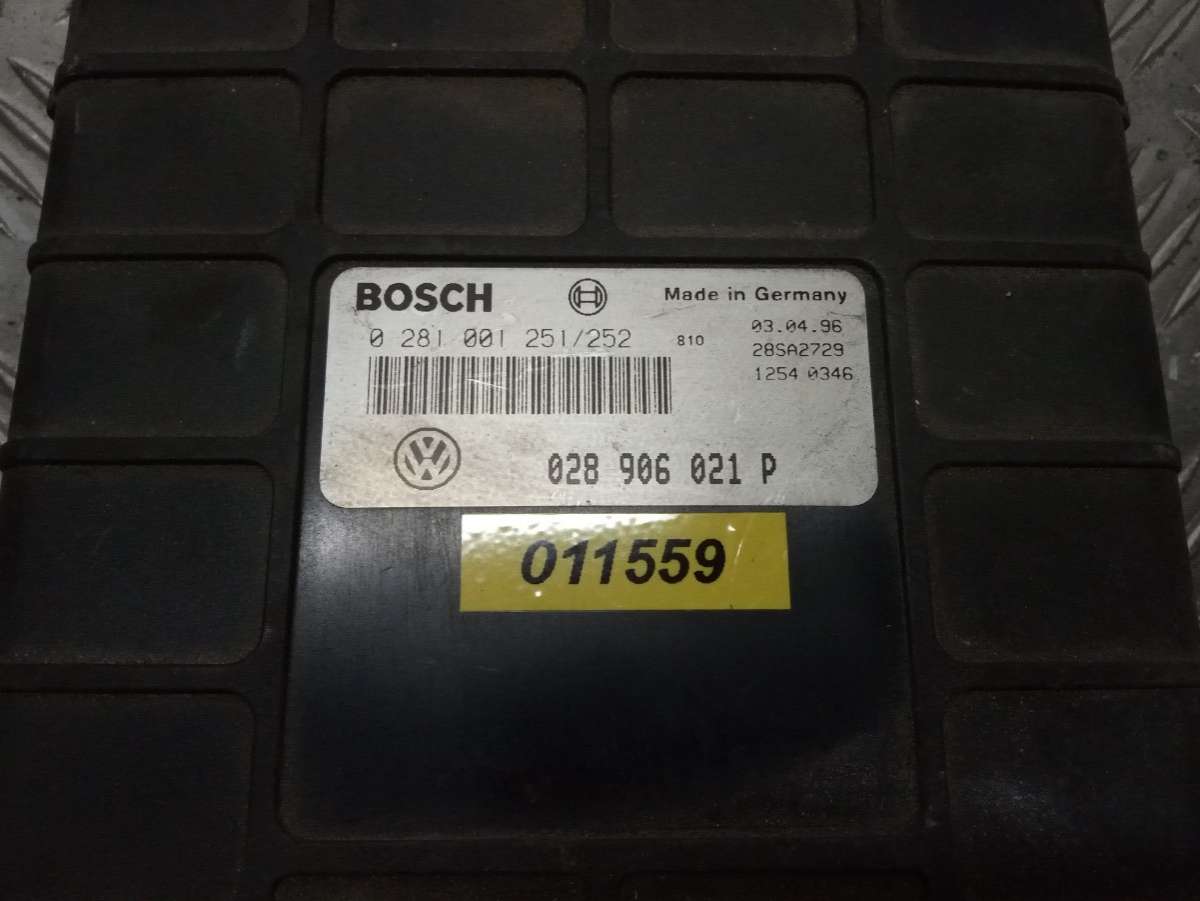 BOSCH Made in Germany
0 281 001 251/252 810 03.04.96
28SA2729
1254 0346
VW 028 906 021 P
011559